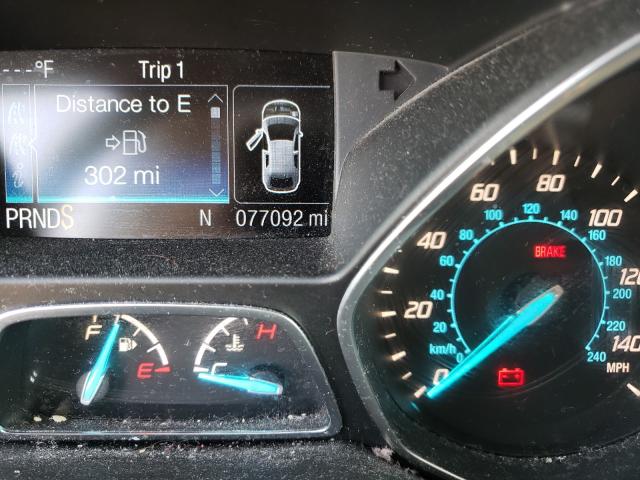 ---°F Trip 1
Distance to E
302 mi
PRNDS N 077092 mi
F E
C H
0 20 40 60 80 100 120 140
MPH
km/h 0 20 40 60 80 100 120 140 160 180 200 220 240
BRAKE